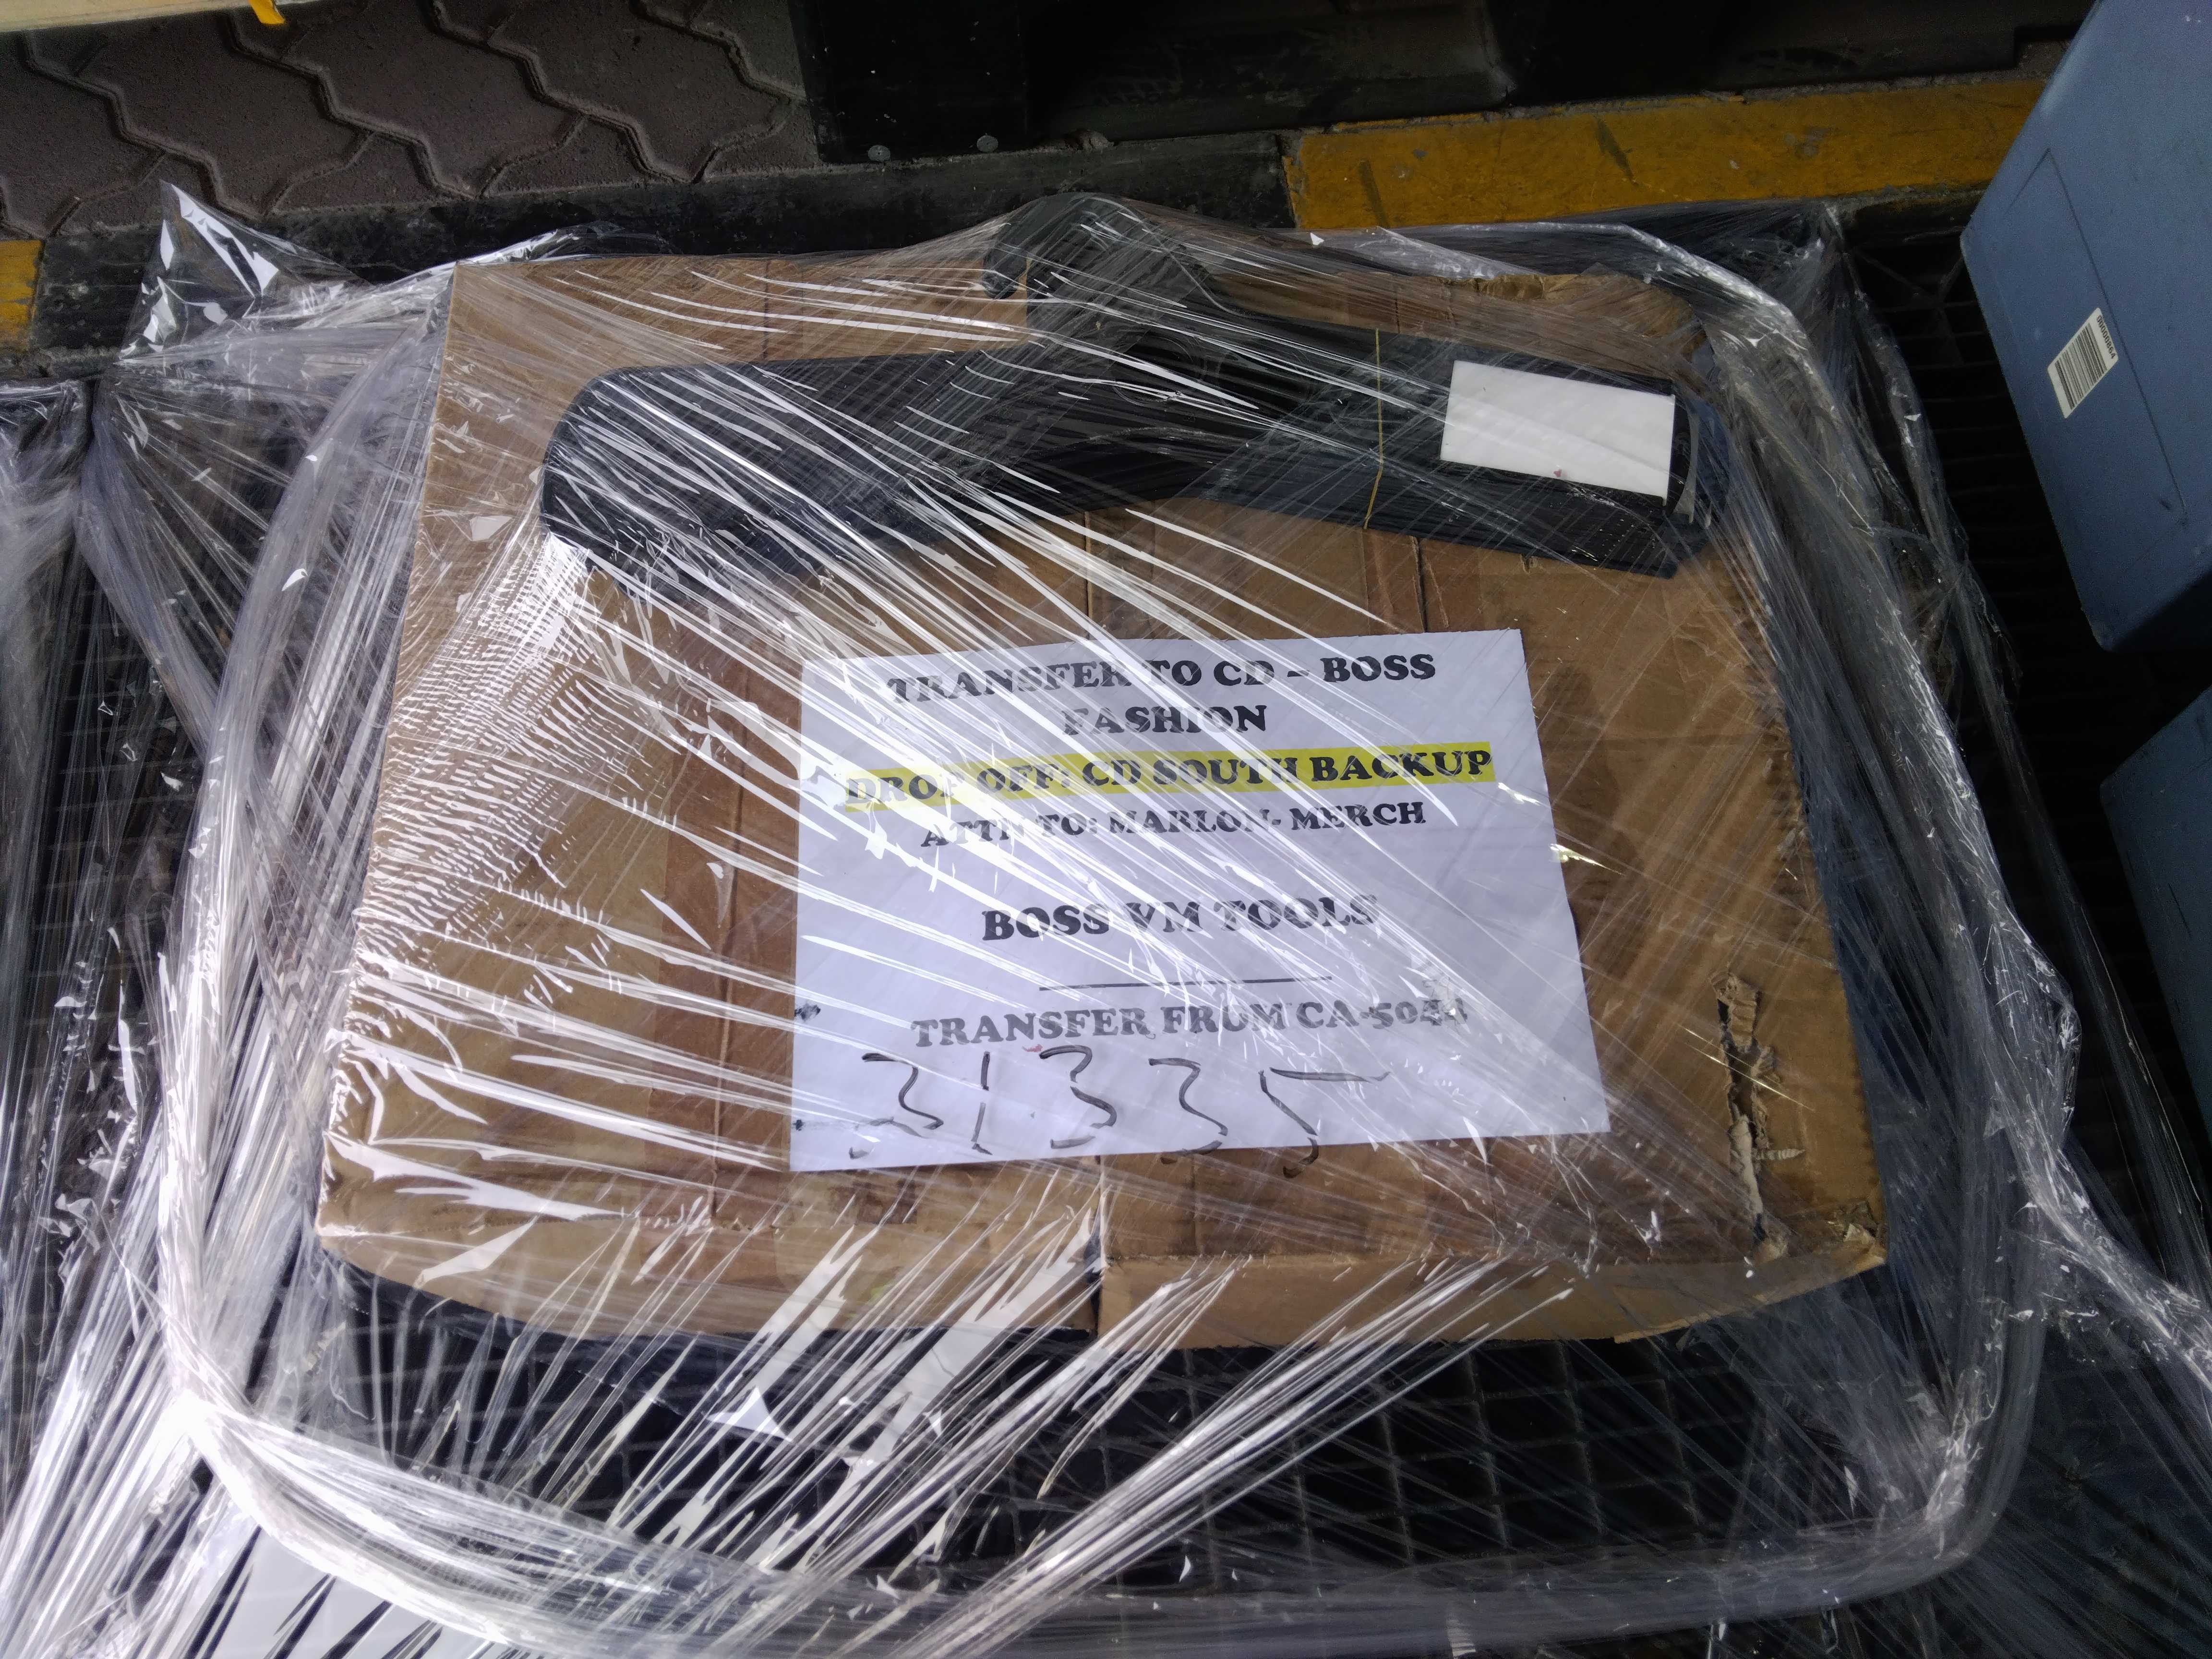 TRANSFER TO CD – BOSS
FASHION
DROP OFF: CD SOUTH BACKUP
ATTN TO: MARLON- MERCH
BOSS VM TOOLS
TRANSFER FROM
31335